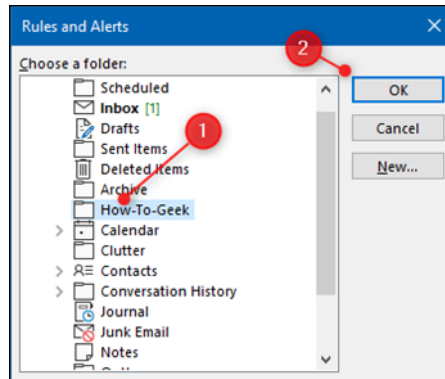 Rules and Alerts
2
Choose a folder:
Scheduled
OK
Inbox [1]
Drafts
1
Cancel
Sent Items
Deleted Items
New...
Archive
How-To-Geek
Calendar
Clutter
Contacts
Conversation History
Journal
Junk Email
Notes